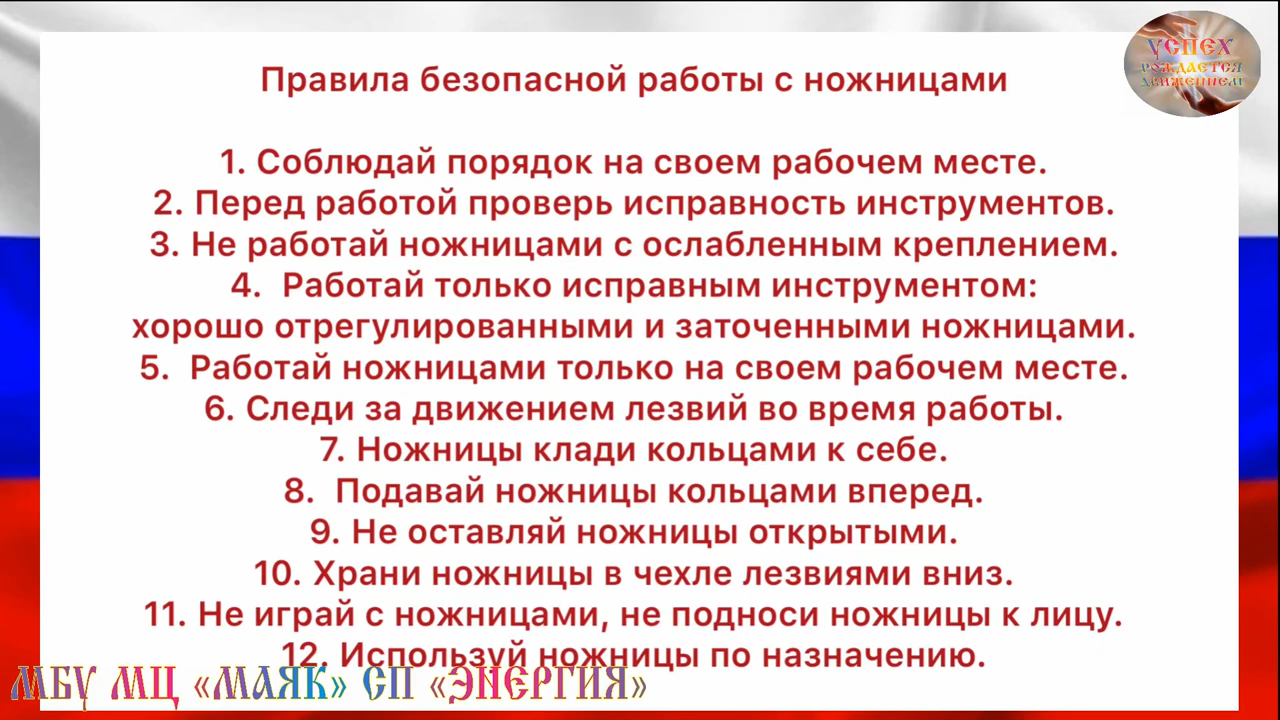 УСПЕХ
РОЖДАЕТСЯ
ДВИЖЕНИЕМ
Правила безопасной работы с ножницами
1. Соблюдай порядок на своем рабочем месте.
2. Перед работой проверь исправность инструментов.
3. Не работай ножницами с ослабленным креплением.
4. Работай только исправным инструментом:
хорошо отрегулированными и заточенными ножницами.
5. Работай ножницами только на своем рабочем месте.
6. Следи за движением лезвий во время работы.
7. Ножницы клади кольцами к себе.
8. Подавай ножницы кольцами вперед.
9. Не оставляй ножницы открытыми.
10. Храни ножницы в чехле лезвиями вниз.
11. Не играй с ножницами, не подноси ножницы к лицу.
12. Используй ножницы по назначению.
МБУ МЦ «МАЯК» СП «ЭНЕРГИЯ»